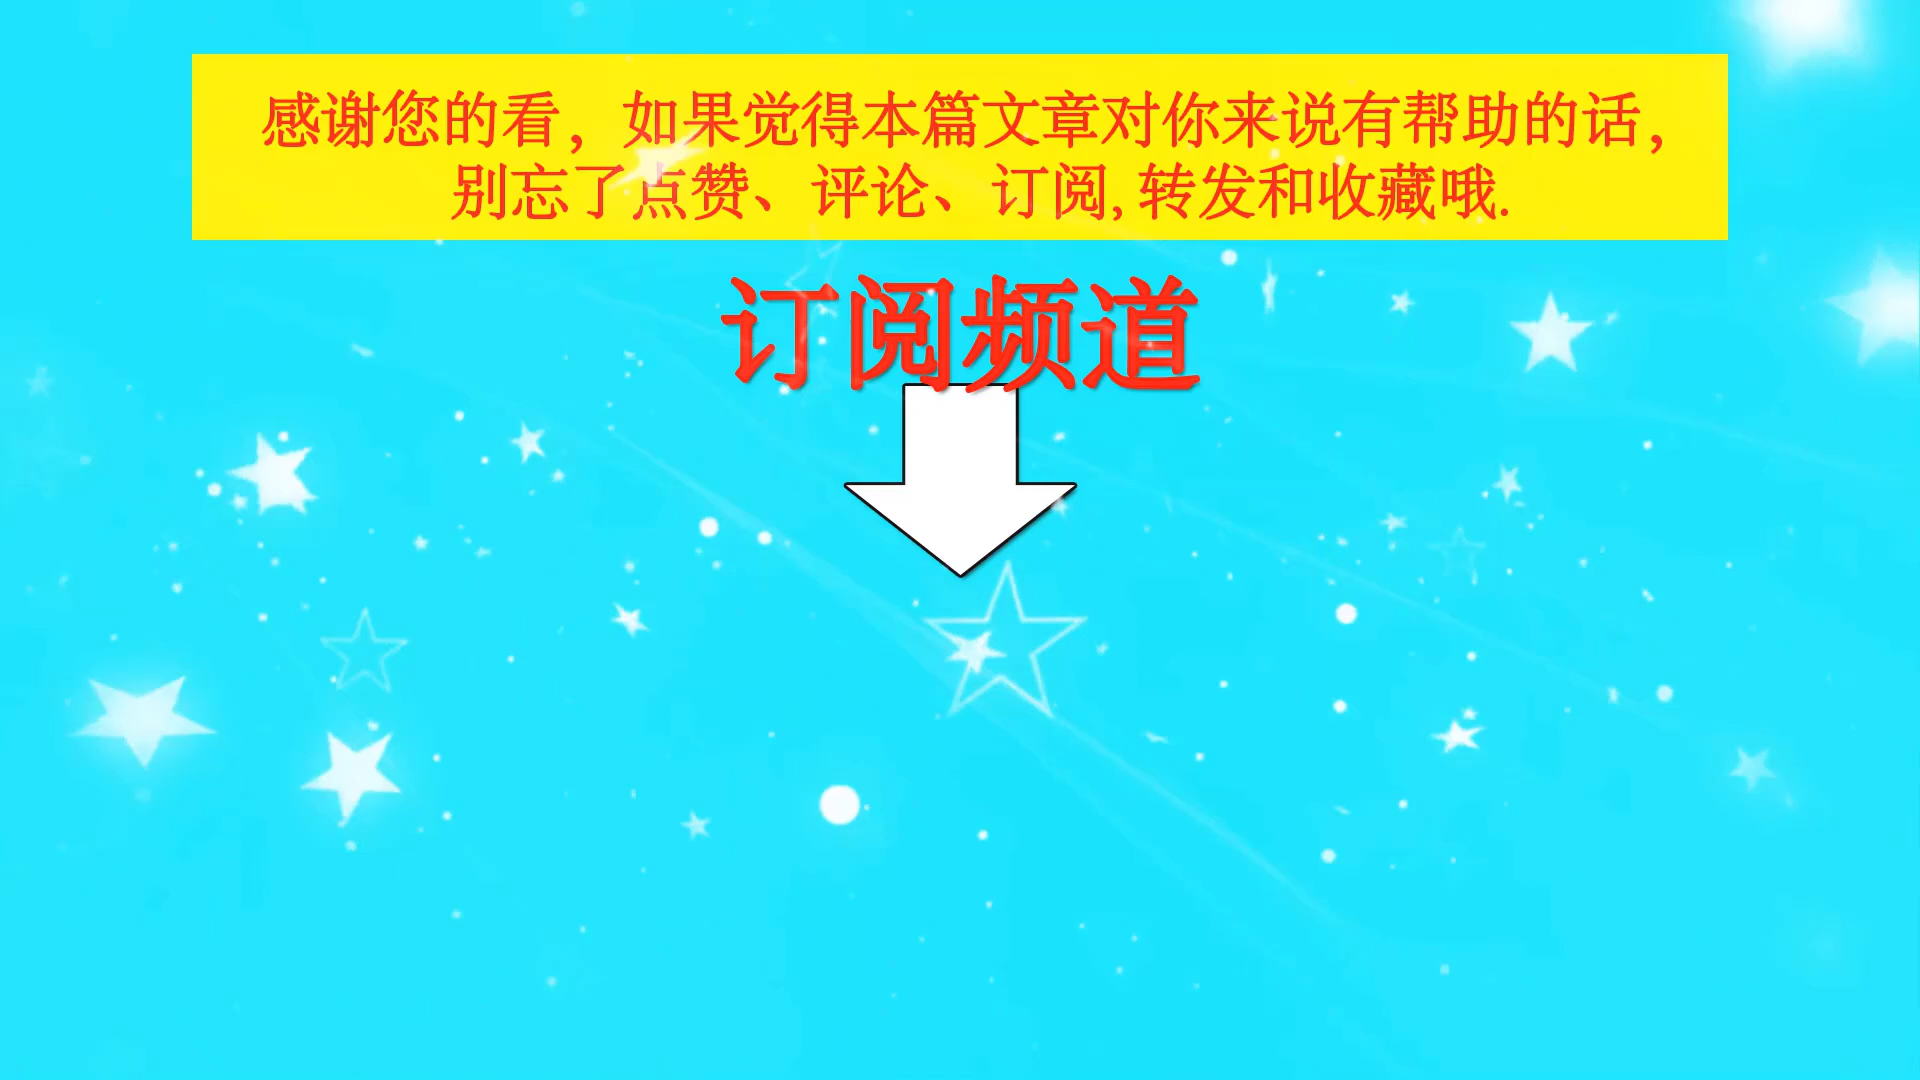 感谢您的看，如果觉得本篇文章对你来说有帮助的话，
别忘了点赞、评论、订阅,转发和收藏哦.
订阅频道